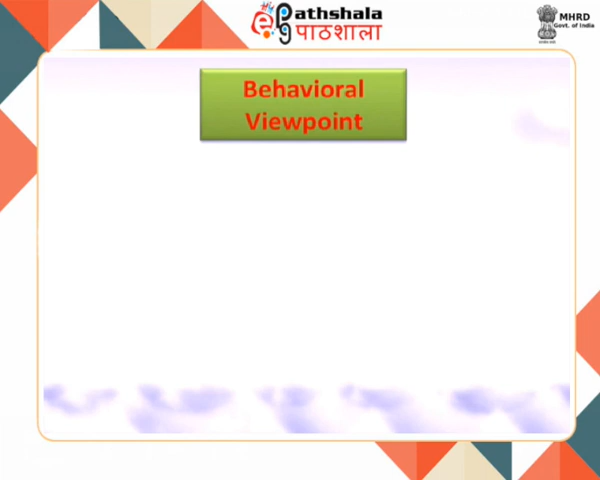 Pathshala
पाठशाला
MHRD
Govt. of India
Behavioral
Viewpoint